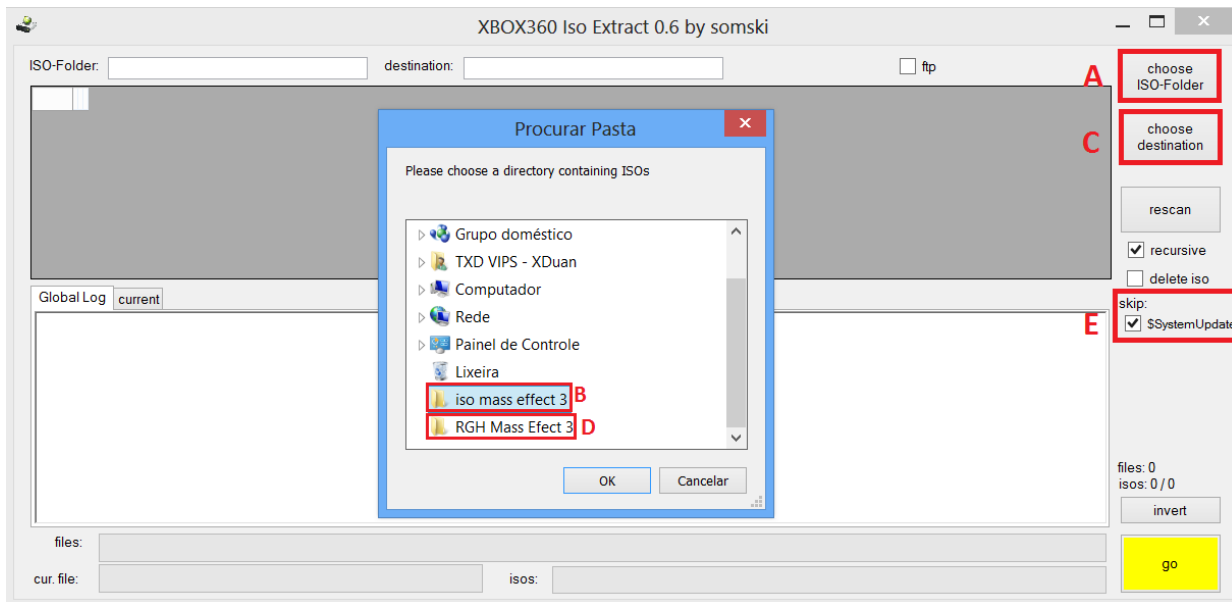 XBOX360 Iso Extract 0.6 by somski
ISO-Folder:
destination:
ftp
A
choose
ISO-Folder
C
choose
destination
rescan
recursive
delete iso
skip:
E
$SystemUpdate
Procurar Pasta
Please choose a directory containing ISOs
Grupo doméstico
TXD VIPS - XDuan
Computador
Rede
Painel de Controle
Lixeira
iso mass effect 3 B
RGH Mass Efect 3 D
OK Cancelar
Global Log current
files: 0
isos: 0 / 0
invert
files:
cur. file:
isos:
go